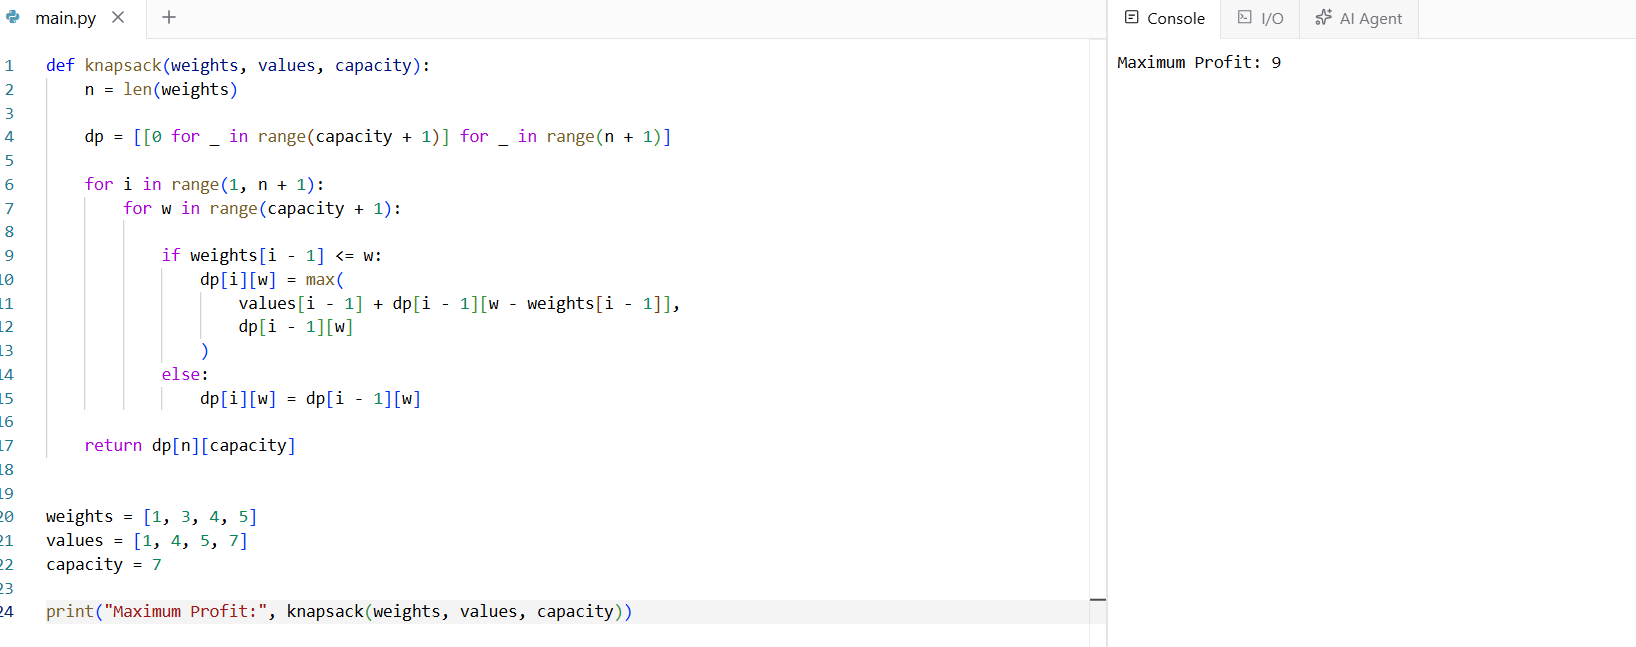 main.py
Console I/O AI Agent
1 def knapsack(weights, values, capacity):
2     n = len(weights)
3
4     dp = [[0 for _ in range(capacity + 1)] for _ in range(n + 1)]
5
6     for i in range(1, n + 1):
7         for w in range(capacity + 1):
8
9             if weights[i - 1] <= w:
10                 dp[i][w] = max(
11                     values[i - 1] + dp[i - 1][w - weights[i - 1]],
12                     dp[i - 1][w]
13                 )
14             else:
15                 dp[i][w] = dp[i - 1][w]
16
17     return dp[n][capacity]
18
19
20 weights = [1, 3, 4, 5]
21 values = [1, 4, 5, 7]
22 capacity = 7
23
24 print("Maximum Profit:", knapsack(weights, values, capacity))
Maximum Profit: 9